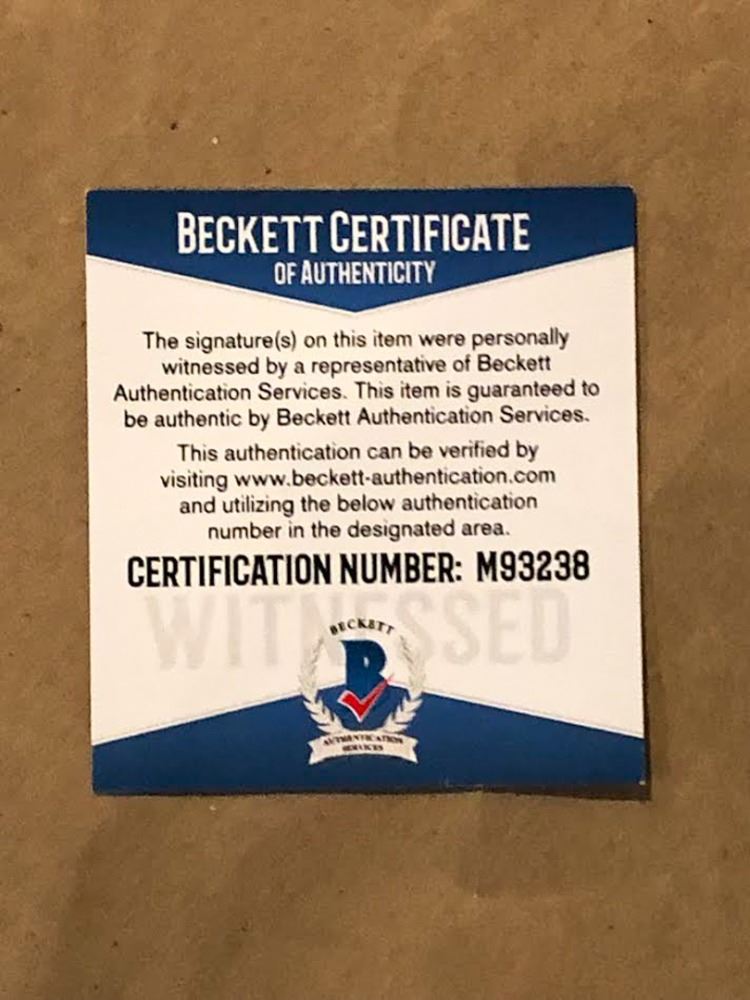 BECKETT CERTIFICATE
OF AUTHENTICITY
The signature(s) on this item were personally
witnessed by a representative of Beckett
Authentication Services. This item is guaranteed to
be authentic by Beckett Authentication Services.
This authentication can be verified by
visiting www.beckett-authentication.com
and utilizing the below authentication
number in the designated area.
CERTIFICATION NUMBER: M93238
WITNESSED
BECKETT
B
AUTHENTICATION
SERVICES